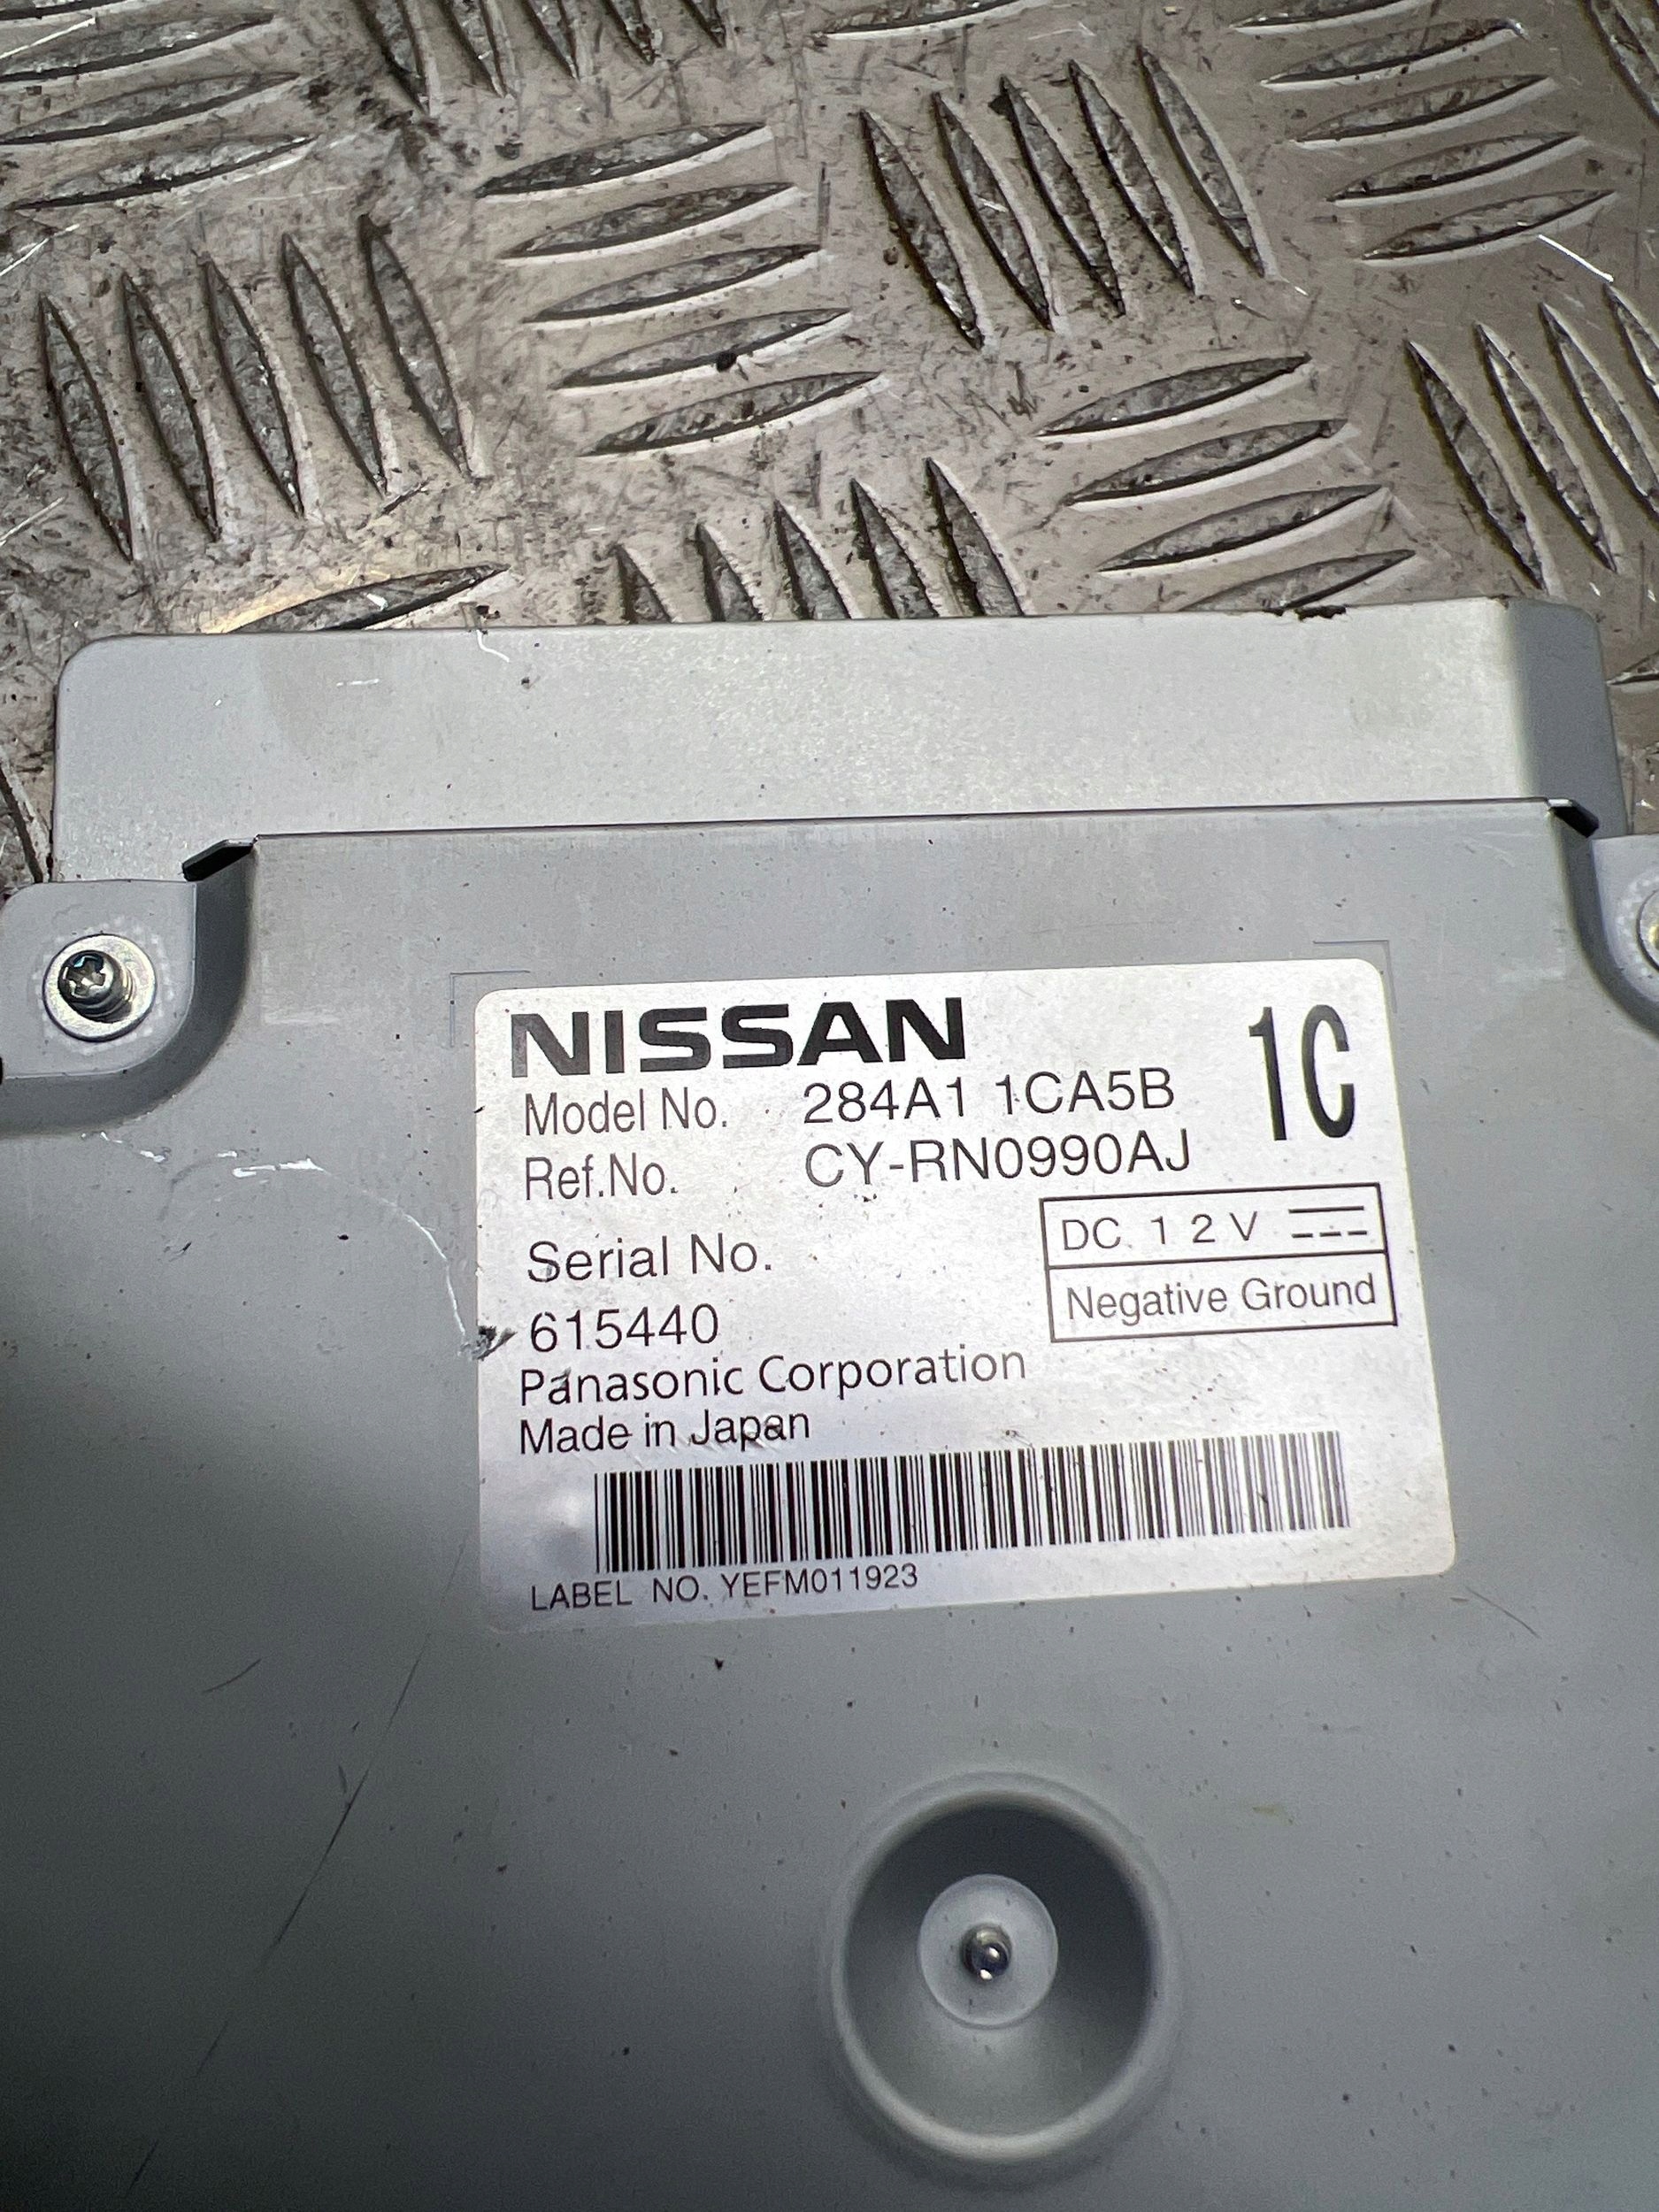 NISSAN
1C
Model No. 284A1 1CA5B
Ref.No. CY-RN0990AJ
DC 12V
Negative Ground
Serial No.
615440
Panasonic Corporation
Made in Japan
LABEL NO. YEFM011923